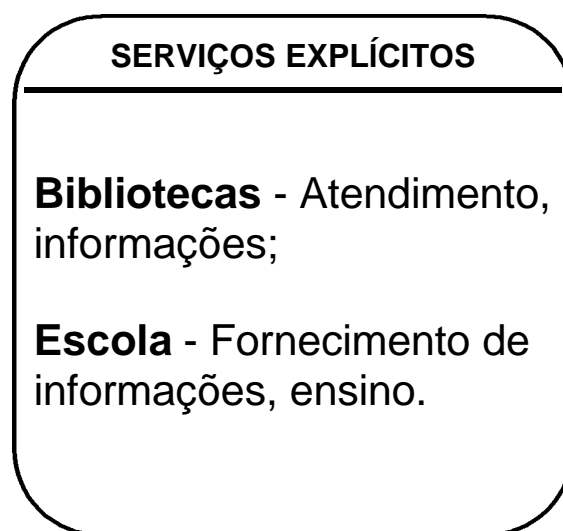 SERVIÇOS EXPLÍCITOS
Bibliotecas - Atendimento,
informações;
Escola - Fornecimento de
informações, ensino.